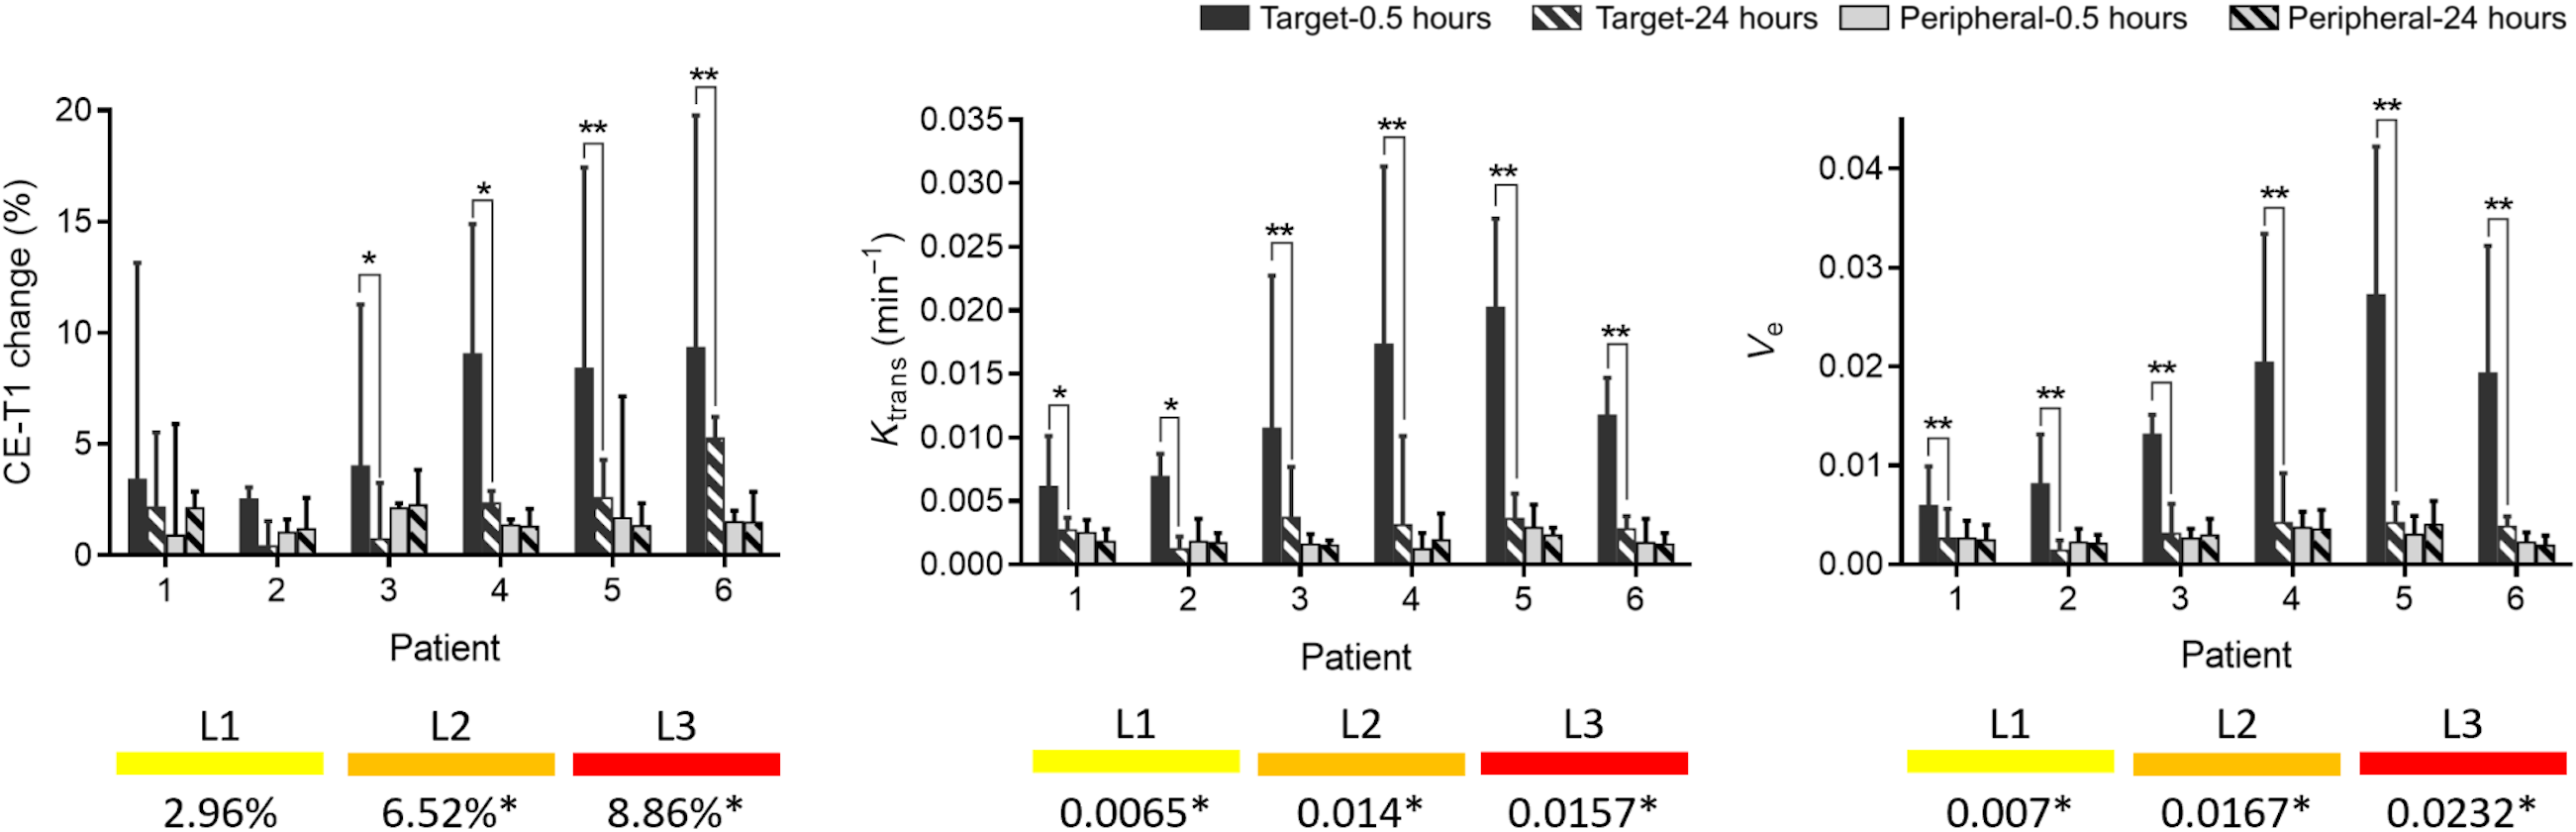 Target-0.5 hours Target-24 hours Peripheral-0.5 hours Peripheral-24 hours
CE-T1 change (%)
20
15
10
5
0
* * ** **
1 2 3 4 5 6
Patient
L1 L2 L3
2.96% 6.52%* 8.86%*
Ktrans (min−1)
0.035
0.030
0.025
0.020
0.015
0.010
0.005
0.000
* * ** ** ** **
1 2 3 4 5 6
Patient
L1 L2 L3
0.0065* 0.014* 0.0157*
Ve
0.04
0.03
0.02
0.01
0.00
** ** ** ** ** **
1 2 3 4 5 6
Patient
L1 L2 L3
0.007* 0.0167* 0.0232*